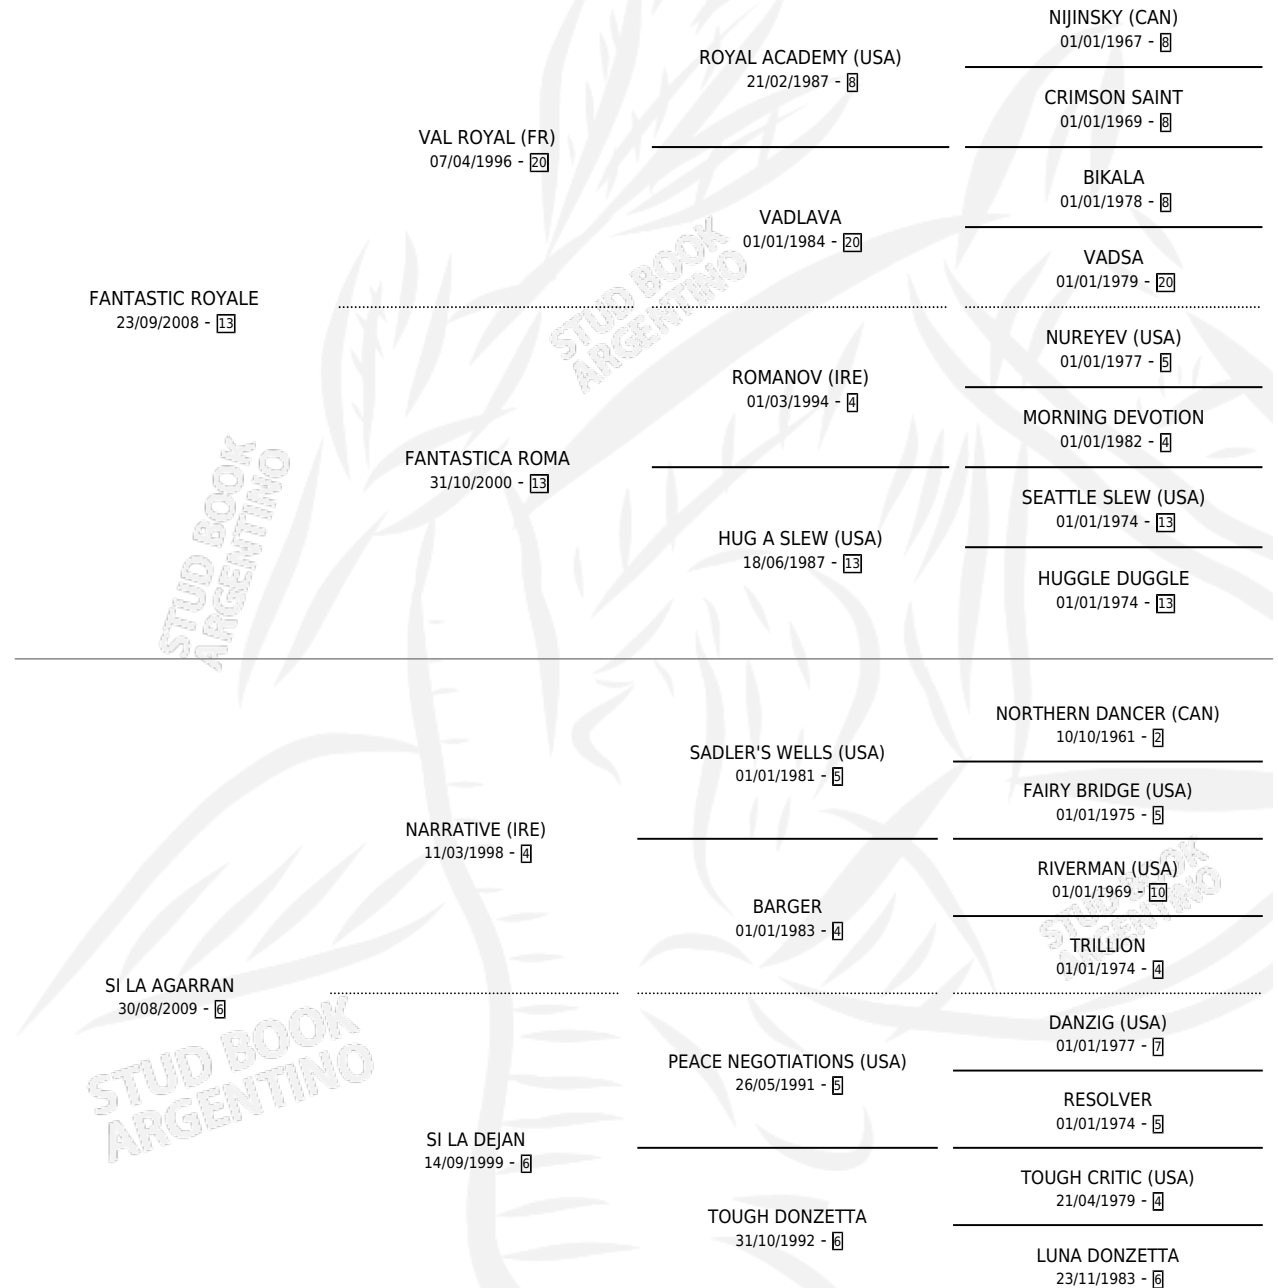 NIJINSKY (CAN)
01/01/1967 - 8
ROYAL ACADEMY (USA)
21/02/1987 - 8
CRIMSON SAINT
01/01/1969 - 8
VAL ROYAL (FR)
07/04/1996 - 20
BIKALA
01/01/1978 - 8
VADLAVA
01/01/1984 - 20
VADSA
01/01/1979 - 20
FANTASTIC ROYALE
23/09/2008 - 13
STUD BOOK
ARGENTINO
NUREYEV (USA)
01/01/1977 - 5
ROMANOV (IRE)
01/03/1994 - 4
MORNING DEVOTION
01/01/1982 - 4
FANTASTICA ROMA
31/10/2000 - 13
SEATTLE SLEW (USA)
01/01/1974 - 13
HUG A SLEW (USA)
18/06/1987 - 13
HUGGLE DUGGLE
01/01/1974 - 13
STUD BOOK
ARGENTINO
NORTHERN DANCER (CAN)
10/10/1961 - 2
SADLER'S WELLS (USA)
01/01/1981 - 5
FAIRY BRIDGE (USA)
01/01/1975 - 5
NARRATIVE (IRE)
11/03/1998 - 4
RIVERMAN (USA)
01/01/1969 - 10
BARGER
01/01/1983 - 4
STUD BOOK
ARGENTINO
TRILLION
01/01/1974 - 4
SI LA AGARRAN
30/08/2009 - 6
STUD BOOK
ARGENTINO
DANZIG (USA)
01/01/1977 - 7
PEACE NEGOTIATIONS (USA)
26/05/1991 - 5
RESOLVER
01/01/1974 - 5
SI LA DEJAN
14/09/1999 - 6
TOUGH CRITIC (USA)
21/04/1979 - 4
TOUGH DONZETTA
31/10/1992 - 6
LUNA DONZETTA
23/11/1983 - 6